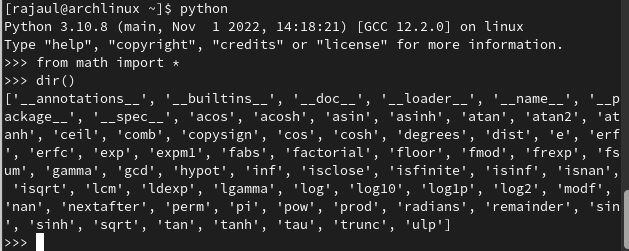 [rajaul@archlinux ~]$ python
Python 3.10.8 (main, Nov  1 2022, 14:18:21) [GCC 12.2.0] on linux
Type "help", "copyright", "credits" or "license" for more information.
>>> from math import *
>>> dir()
['__annotations__', '__builtins__', '__doc__', '__loader__', '__name__', '__p
ackage__', '__spec__', 'acos', 'acosh', 'asin', 'asinh', 'atan', 'atan2', 'at
anh', 'ceil', 'comb', 'copysign', 'cos', 'cosh', 'degrees', 'dist', 'e', 'erf
', 'erfc', 'exp', 'expm1', 'fabs', 'factorial', 'floor', 'fmod', 'frexp', 'fs
um', 'gamma', 'gcd', 'hypot', 'inf', 'isclose', 'isfinite', 'isinf', 'isnan',
 'isqrt', 'lcm', 'ldexp', 'lgamma', 'log', 'log10', 'log1p', 'log2', 'modf', 
'nan', 'nextafter', 'perm', 'pi', 'pow', 'prod', 'radians', 'remainder', 'sin
', 'sinh', 'sqrt', 'tan', 'tanh', 'tau', 'trunc', 'ulp']
>>>